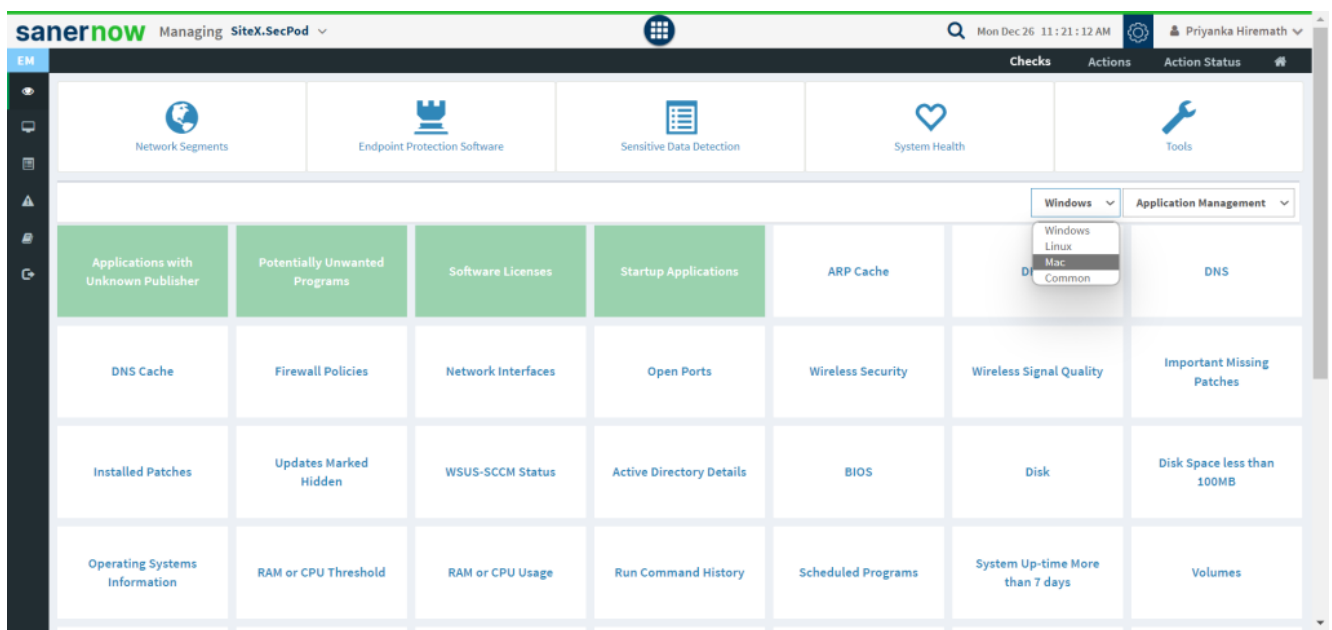 sanernow Managing SiteX.SecPod Mon Dec 26 11:21:12 AM Priyanka Hiremath
EM Checks Actions Action Status
Network Segments Endpoint Protection Software Sensitive Data Detection System Health Tools
Windows Application Management
Windows
Linux
Mac
Common
Applications with
Unknown Publisher
Potentially Unwanted
Programs
Software Licenses
Startup Applications
ARP Cache
DNS
DNS Cache
Firewall Policies
Network Interfaces
Open Ports
Wireless Security
Wireless Signal Quality
Important Missing
Patches
Installed Patches
Updates Marked
Hidden
WSUS-SCCM Status
Active Directory Details
BIOS
Disk
Disk Space less than
100MB
Operating Systems
Information
RAM or CPU Threshold
RAM or CPU Usage
Run Command History
Scheduled Programs
System Up-time More
than 7 days
Volumes